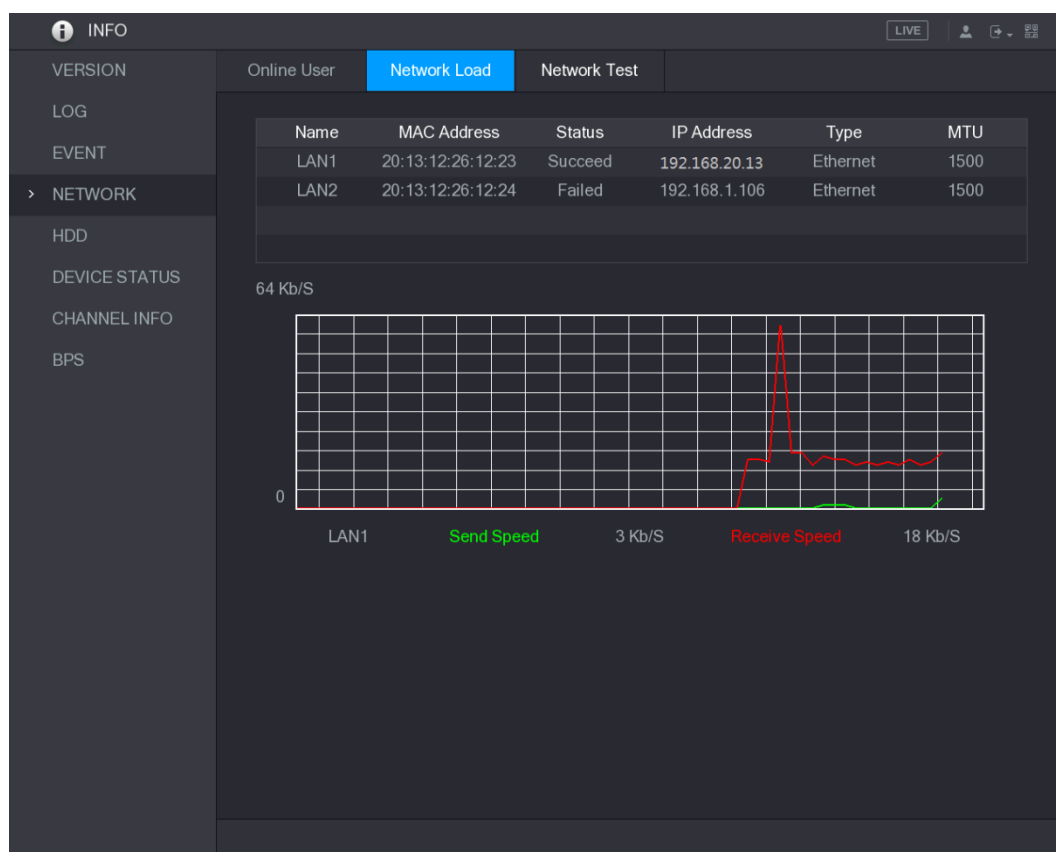 INFO LIVE
VERSION
LOG
EVENT
NETWORK
HDD
DEVICE STATUS
CHANNEL INFO
BPS
Online User Network Load Network Test
Name MAC Address Status IP Address Type MTU
LAN1 20:13:12:26:12:23 Succeed 192.168.20.13 Ethernet 1500
LAN2 20:13:12:26:12:24 Failed 192.168.1.106 Ethernet 1500
64 Kb/S
0
LAN1 Send Speed 3 Kb/S Receive Speed 18 Kb/S